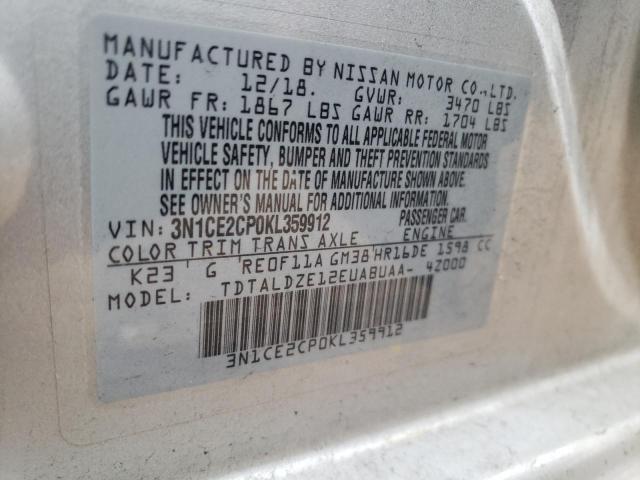 MANUFACTURED BY NISSAN MOTOR CO., LTD.
DATE: 12/18. GVWR: 3470 LBS
GAWR FR: 1867 LBS GAWR RR: 1704 LBS
THIS VEHICLE CONFORMS TO ALL APPLICABLE FEDERAL MOTOR
VEHICLE SAFETY, BUMPER AND THEFT PREVENTION STANDARDS
IN EFFECT ON THE DATE OF MANUFACTURE SHOWN ABOVE.
SEE OWNER'S MANUAL FOR ADDITIONAL INFORMATION.
VIN: 3N1CE2CP0KL359912 PASSENGER CAR.
COLOR TRIM TRANS AXLE ENGINE
K23 G RE0F11A GM38 HR16DE 1598 CC
MODEL: TDTALDZE12EUABUAA- 42000
3N1CE2CP0KL359912